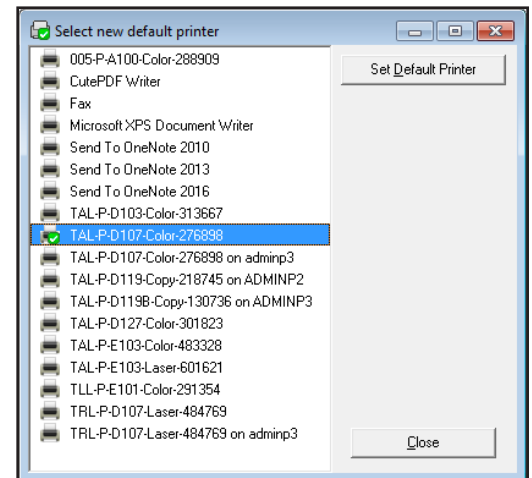 Select new default printer
005-P-A100-Color-288909
CutePDF Writer
Fax
Microsoft XPS Document Writer
Send To OneNote 2010
Send To OneNote 2013
Send To OneNote 2016
TAL-P-D103-Color-313667
TAL-P-D107-Color-276898
TAL-P-D107-Color-276898 on adminp3
TAL-P-D119-Copy-218745 on ADMINP2
TAL-P-D119B-Copy-130736 on ADMINP3
TAL-P-D127-Color-301823
TAL-P-E103-Color-483328
TAL-P-E103-Laser-601621
TLL-P-E101-Color-291354
TRL-P-D107-Laser-484769
TRL-P-D107-Laser-484769 on adminp3
Set Default Printer
Close